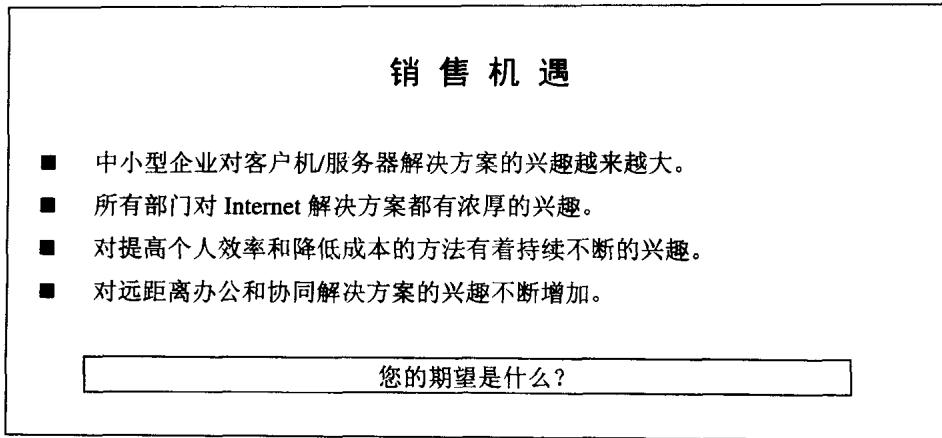 销售机遇
■ 中小型企业对客户机/服务器解决方案的兴趣越来越大。
■ 所有部门对 Internet 解决方案都有浓厚的兴趣。
■ 对提高个人效率和降低成本的方法有着持续不断的兴趣。
■ 对远距离办公和协同解决方案的兴趣不断增加。
您的期望是什么?